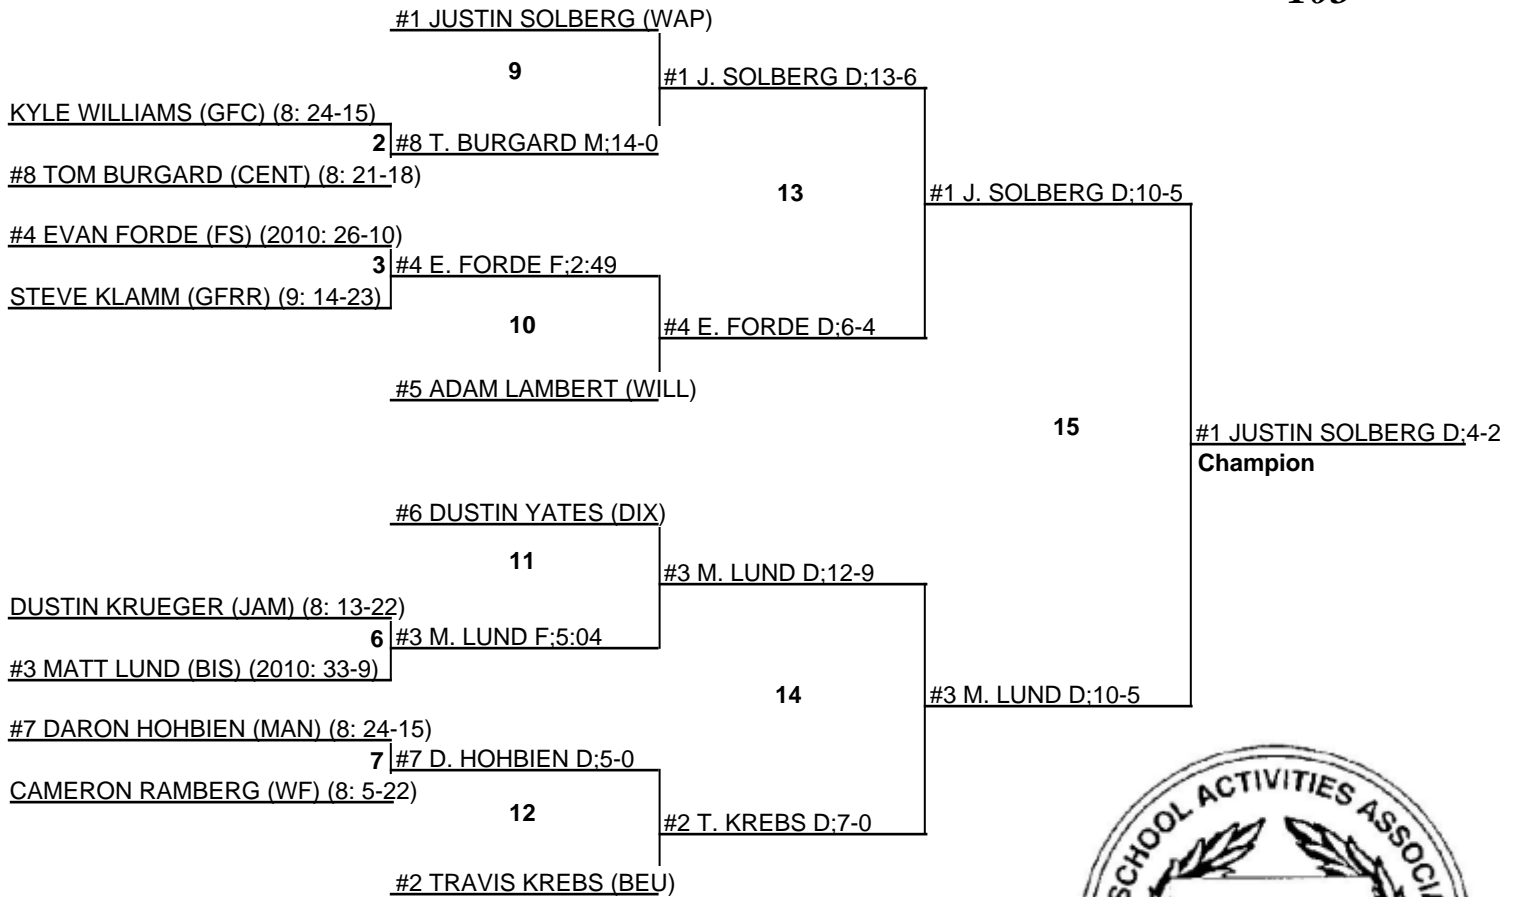 #1 JUSTIN SOLBERG (WAP)
9
#1 J. SOLBERG D;13-6
KYLE WILLIAMS (GFC) (8: 24-15)
2
#8 T. BURGARD M;14-0
#8 TOM BURGARD (CENT) (8: 21-18)
13
#1 J. SOLBERG D;10-5
#4 EVAN FORDE (FS) (2010: 26-10)
3
#4 E. FORDE F;2:49
STEVE KLAMM (GFRR) (9: 14-23)
10
#4 E. FORDE D;6-4
#5 ADAM LAMBERT (WILL)
15
#1 JUSTIN SOLBERG D;4-2
Champion
#6 DUSTIN YATES (DIX)
11
#3 M. LUND D;12-9
DUSTIN KRUEGER (JAM) (8: 13-22)
6
#3 M. LUND F;5:04
#3 MATT LUND (BIS) (2010: 33-9)
14
#3 M. LUND D;10-5
#7 DARON HOHBIEN (MAN) (8: 24-15)
7
#7 D. HOHBIEN D;5-0
CAMERON RAMBERG (WF) (8: 5-22)
12
#2 T. KREBS D;7-0
#2 TRAVIS KREBS (BEU)
SCHOOL ACTIVITIES